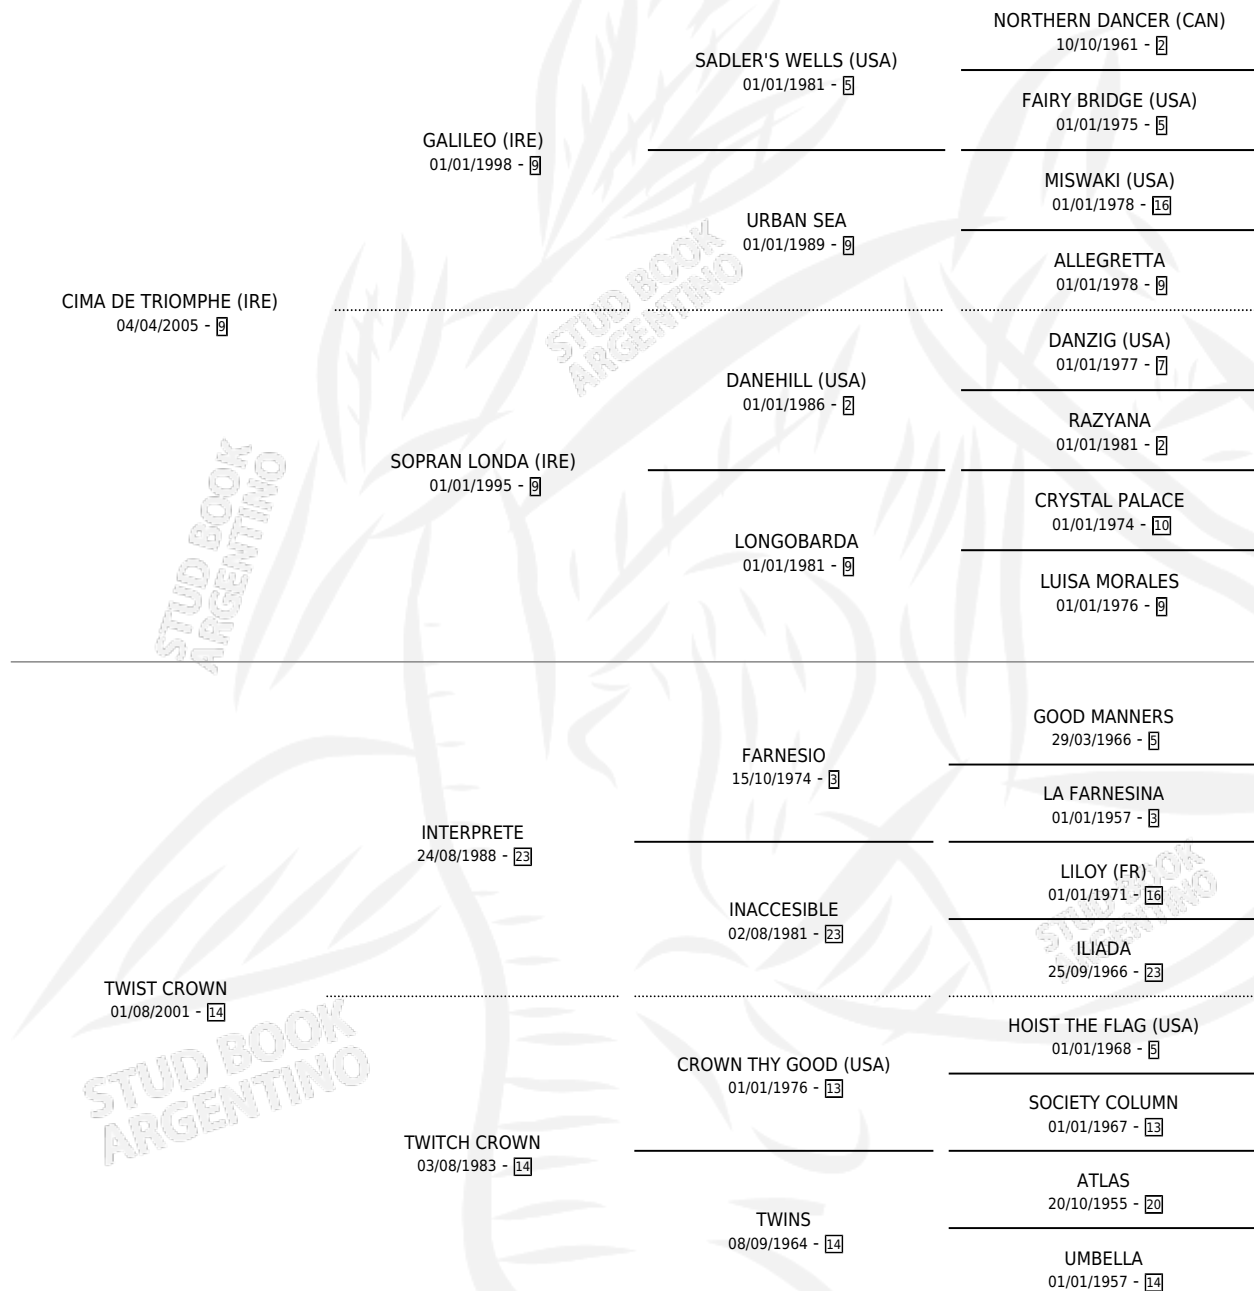 NORTHERN DANCER (CAN)
10/10/1961 - 2
SADLER'S WELLS (USA)
01/01/1981 - 5
FAIRY BRIDGE (USA)
01/01/1975 - 5
GALILEO (IRE)
01/01/1998 - 9
MISWAKI (USA)
01/01/1978 - 16
URBAN SEA
01/01/1989 - 9
ALLEGRETTA
01/01/1978 - 9
CIMA DE TRIOMPHE (IRE)
04/04/2005 - 9
STUD BOOK
ARGENTINO
DANZIG (USA)
01/01/1977 - 7
DANEHILL (USA)
01/01/1986 - 2
RAZYANA
01/01/1981 - 2
SOPRAN LONDA (IRE)
01/01/1995 - 9
CRYSTAL PALACE
01/01/1974 - 10
LONGOBARDA
01/01/1981 - 9
LUISA MORALES
01/01/1976 - 9
STUD BOOK
ARGENTINO
GOOD MANNERS
29/03/1966 - 5
FARNESIO
15/10/1974 - 3
LA FARNESINA
01/01/1957 - 3
INTERPRETE
24/08/1988 - 23
LILOY (FR)
01/01/1971 - 16
INACCESIBLE
02/08/1981 - 23
STUD BOOK
ARGENTINO
ILIADA
25/09/1966 - 23
TWIST CROWN
01/08/2001 - 14
HOIST THE FLAG (USA)
01/01/1968 - 5
CROWN THY GOOD (USA)
01/01/1976 - 13
SOCIETY COLUMN
01/01/1967 - 13
STUD BOOK
ARGENTINO
TWITCH CROWN
03/08/1983 - 14
ATLAS
20/10/1955 - 20
TWINS
08/09/1964 - 14
UMBELLA
01/01/1957 - 14